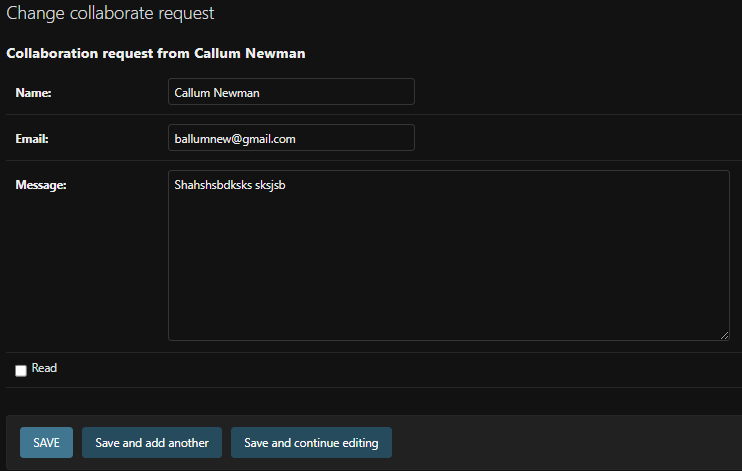 Change collaborate request
Collaboration request from Callum Newman
Name: Callum Newman
Email: ballumnew@gmail.com
Message: Shahshsbdksks sksjsb
Read
SAVE Save and add another Save and continue editing